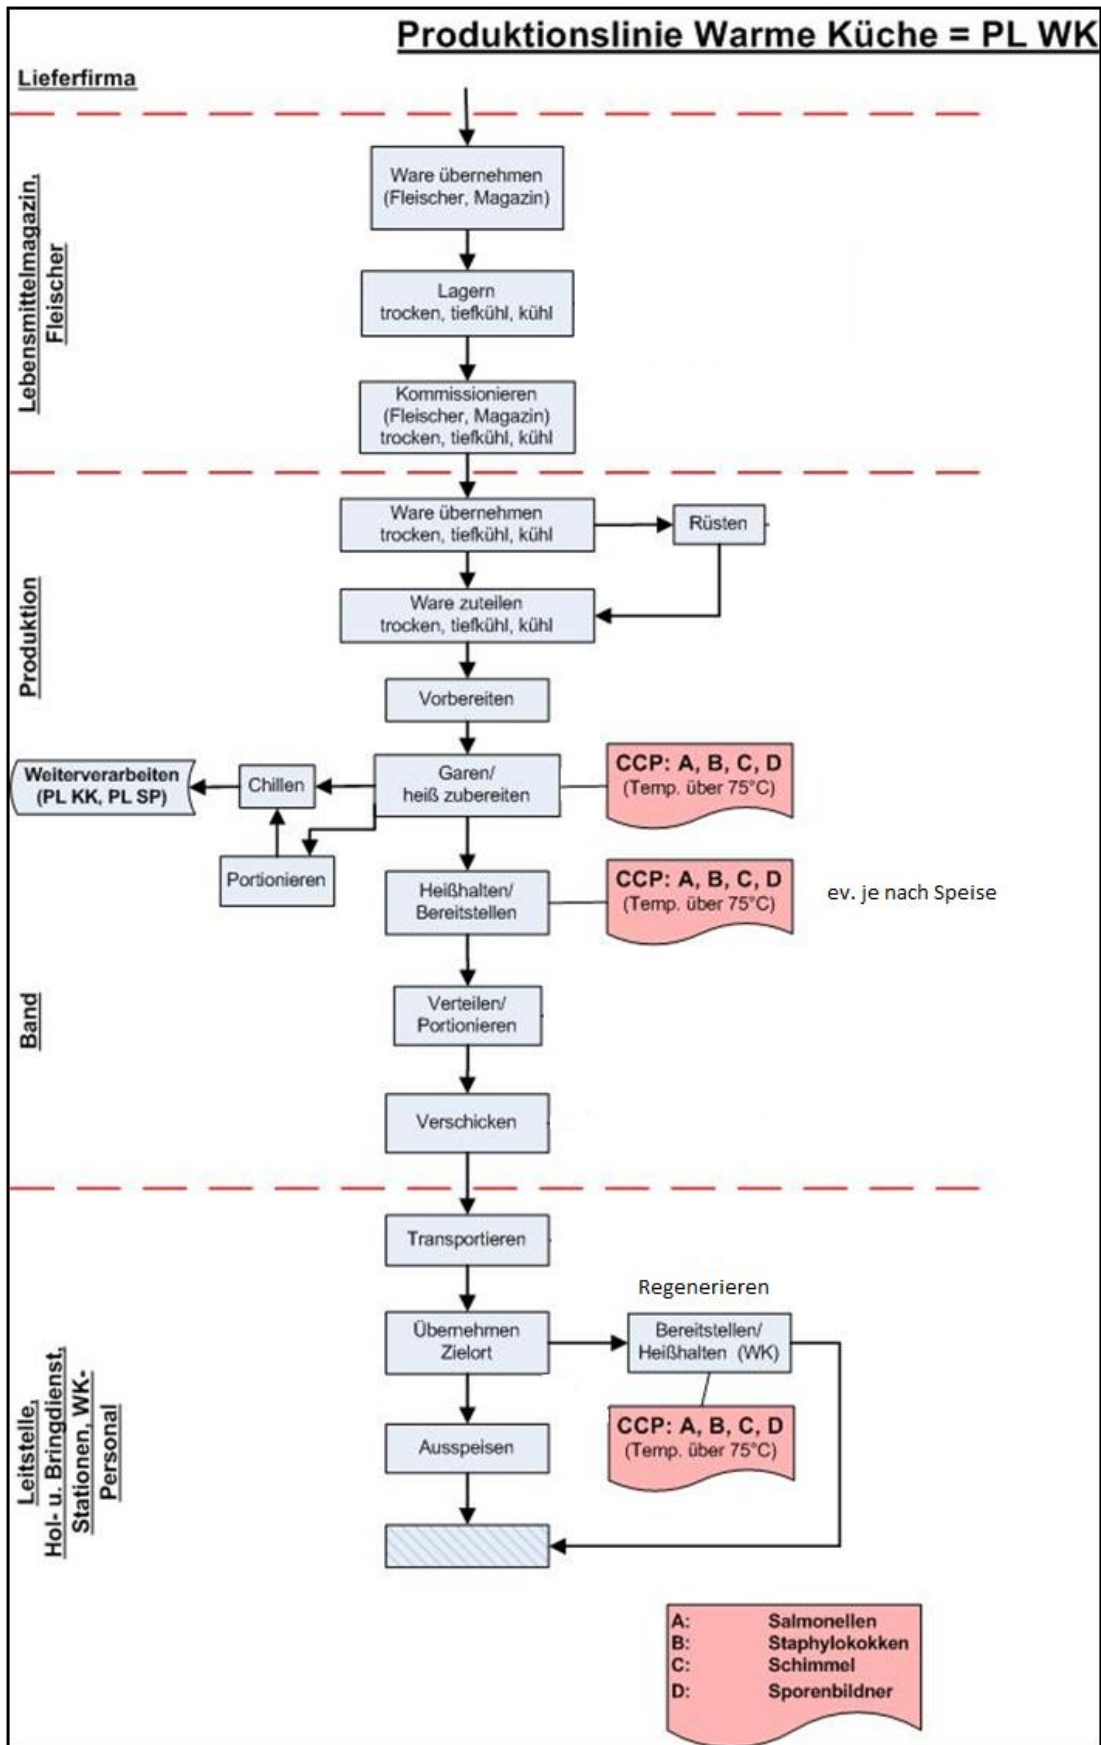 Produktionslinie Warme Küche = PL WK
Lieferfirma
Lebensmittelmagazin,
Fleischer
Ware übernehmen
(Fleischer, Magazin)
Lagern
trocken, tiefkühl, kühl
Kommissionieren
(Fleischer, Magazin)
trocken, tiefkühl, kühl
Produktion
Ware übernehmen
trocken, tiefkühl, kühl
Rüsten
Ware zuteilen
trocken, tiefkühl, kühl
Vorbereiten
Garen/
heiß zubereiten
CCP: A, B, C, D
(Temp. über 75°C)
Chillen
Weiterverarbeiten
(PL KK, PL SP)
Portionieren
Band
Heißhalten/
Bereitstellen
CCP: A, B, C, D
(Temp. über 75°C)
ev. je nach Speise
Verteilen/
Portionieren
Verschicken
Leitstelle,
Hol- u. Bringdienst,
Stationen, WK-
Personal
Transportieren
Übernehmen
Zielort
Regenerieren
Bereitstellen/
Heißhalten (WK)
CCP: A, B, C, D
(Temp. über 75°C)
Ausspeisen
A: Salmonellen
B: Staphylokokken
C: Schimmel
D: Sporenbildner